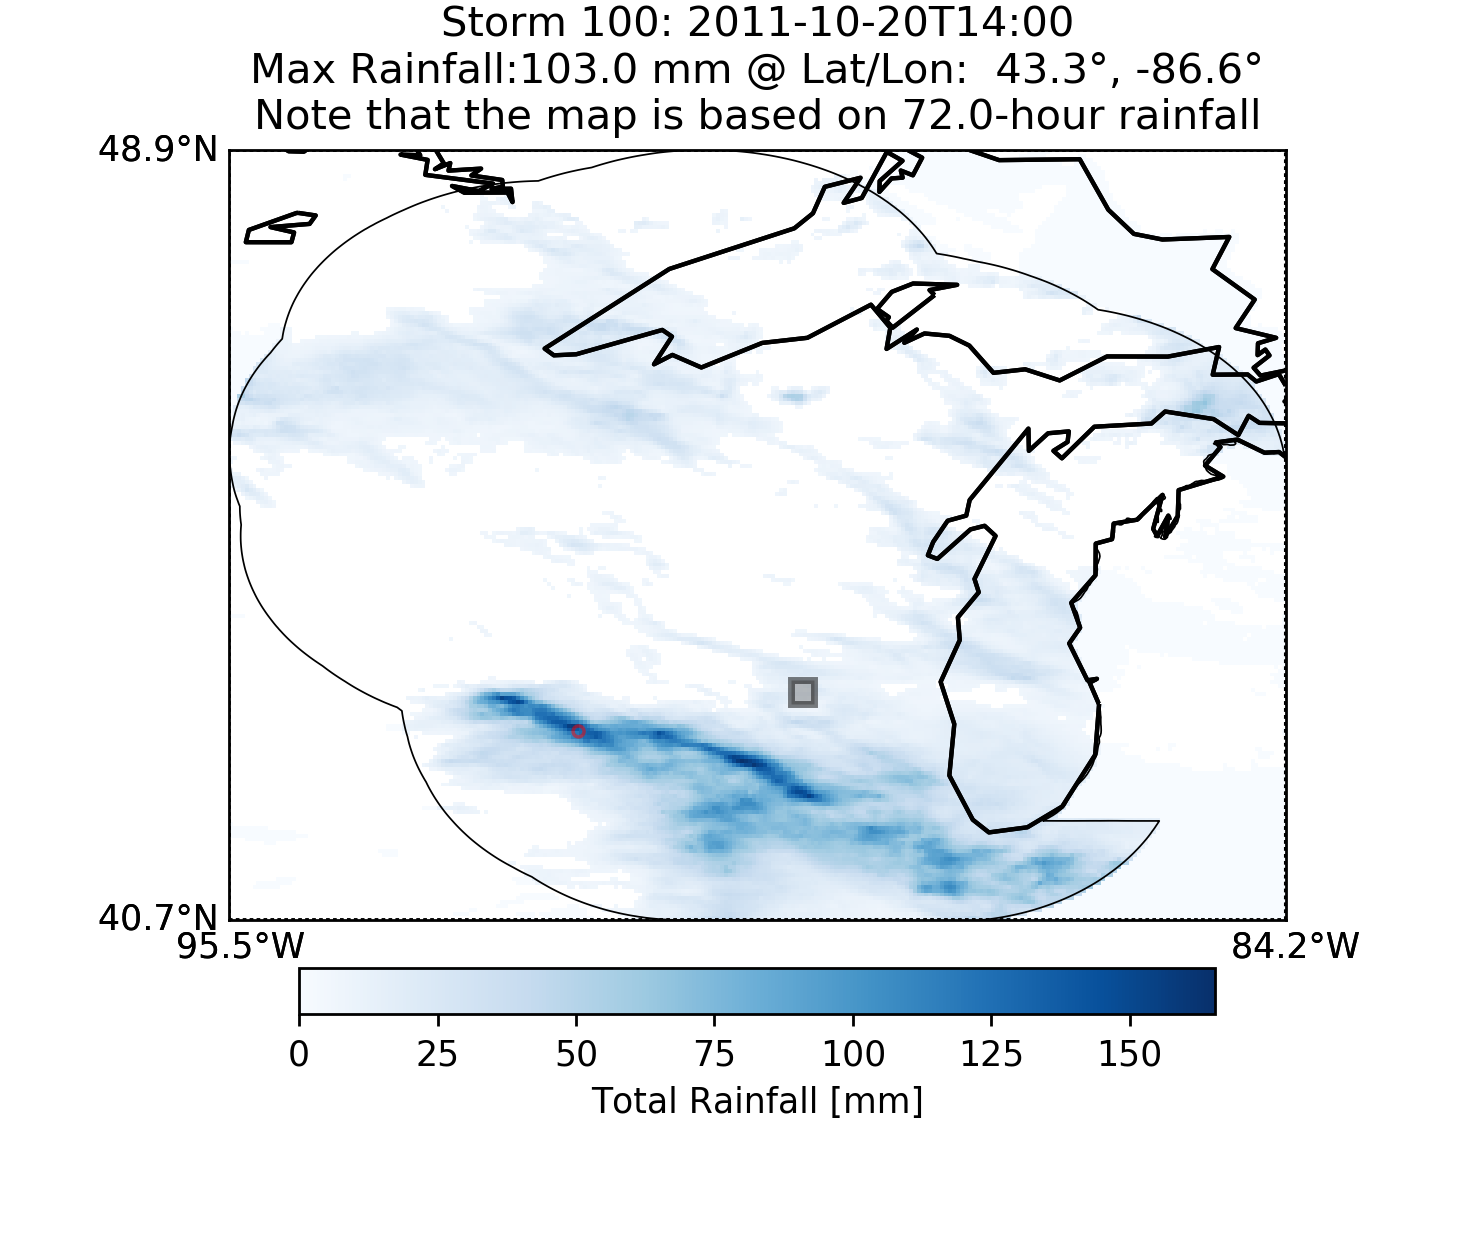 Storm 100: 2011-10-20T14:00
Max Rainfall:103.0 mm @ Lat/Lon:  43.3°, -86.6°
Note that the map is based on 72.0-hour rainfall
48.9°N
40.7°N
95.5°W 84.2°W
0 25 50 75 100 125 150
Total Rainfall [mm]